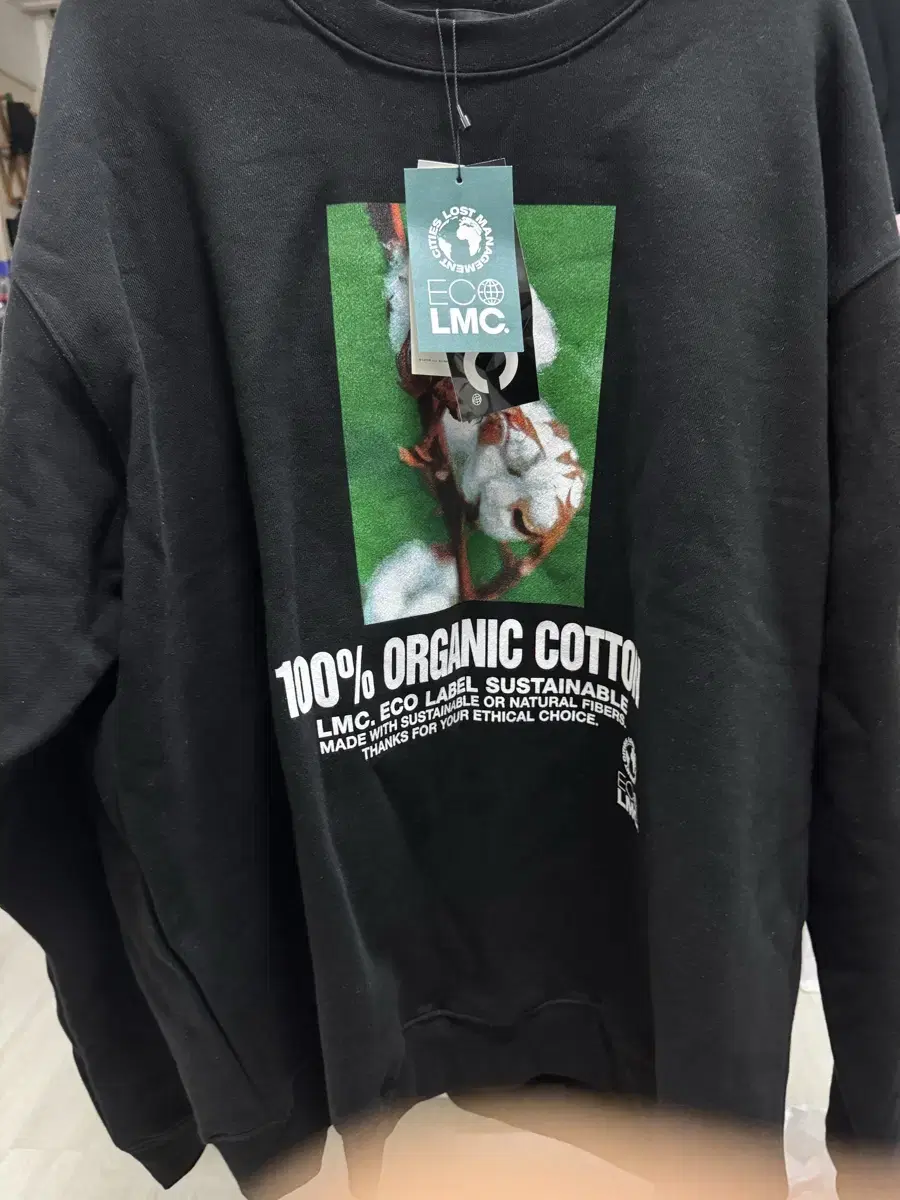 LOST MANAGEMENT CITIES
ECO
LMC.
100% ORGANIC COTTON
LMC. ECO LABEL SUSTAINABLE
MADE WITH SUSTAINABLE OR NATURAL FIBERS.
THANKS FOR YOUR ETHICAL CHOICE.